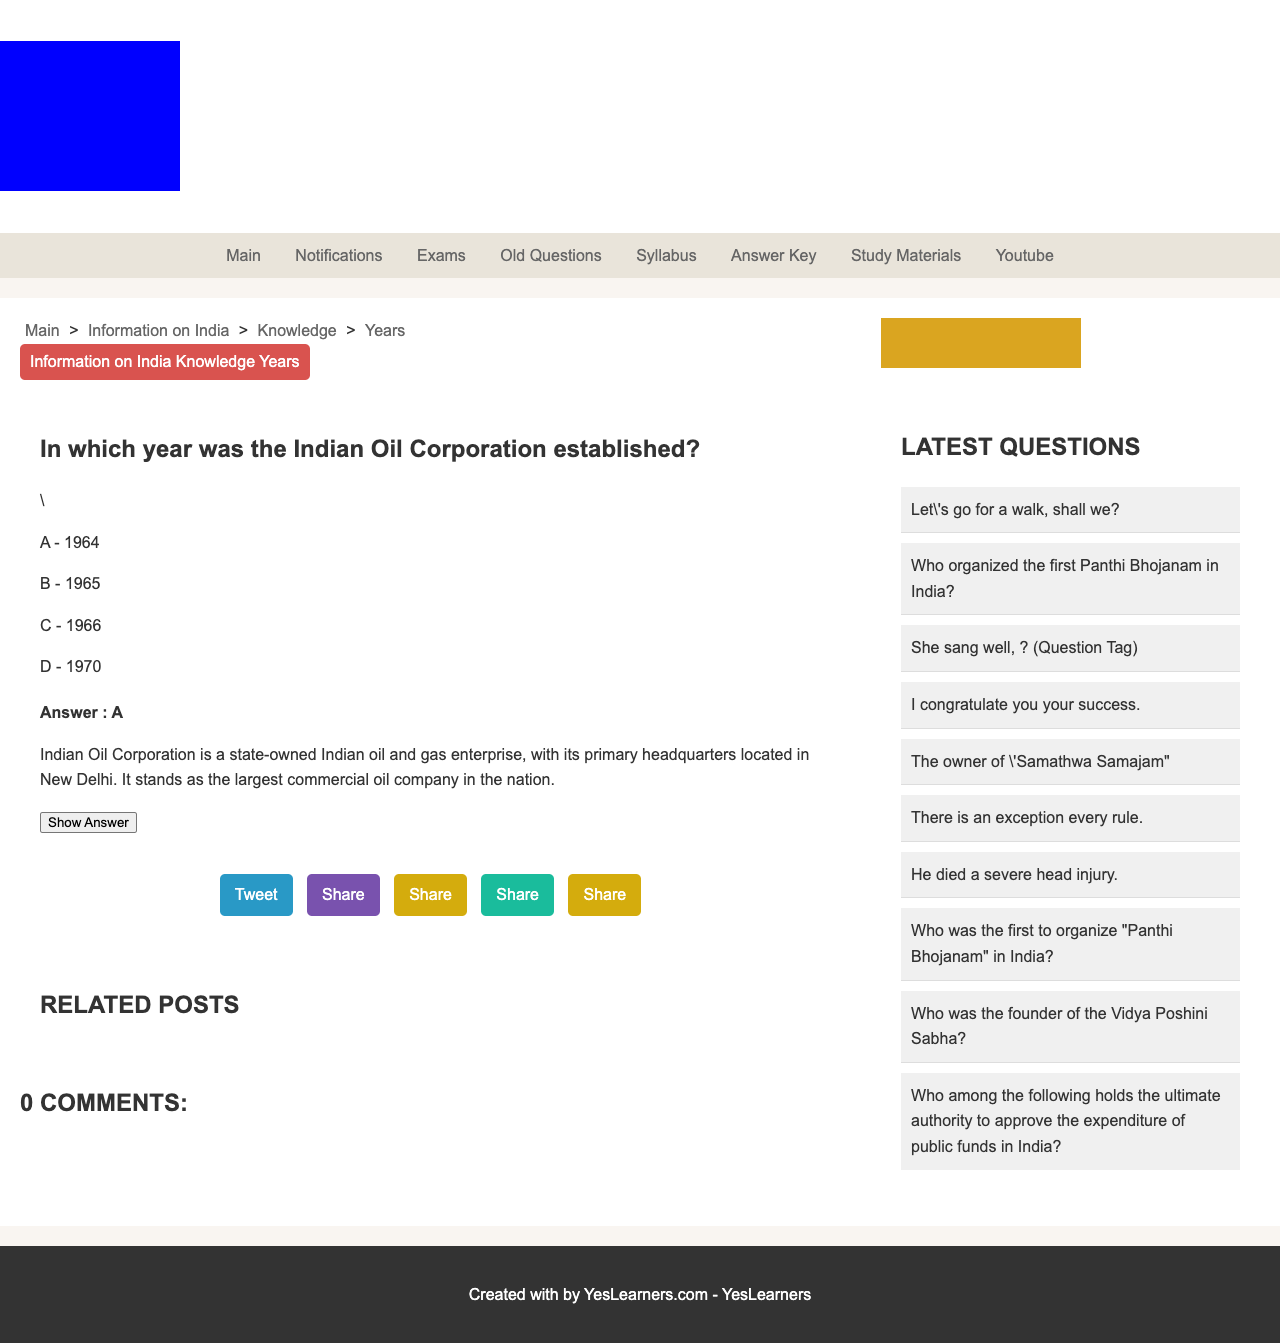 Main Notifications Exams Old Questions Syllabus Answer Key Study Materials Youtube
Main > Information on India > Knowledge > Years
Information on India Knowledge Years
In which year was the Indian Oil Corporation established?
\
A - 1964
B - 1965
C - 1966
D - 1970
Answer : A
Indian Oil Corporation is a state-owned Indian oil and gas enterprise, with its primary headquarters located in
New Delhi. It stands as the largest commercial oil company in the nation.
Show Answer
Tweet Share Share Share Share
RELATED POSTS
0 COMMENTS:
LATEST QUESTIONS
Let\'s go for a walk, shall we?
Who organized the first Panthi Bhojanam in
India?
She sang well, ? (Question Tag)
I congratulate you your success.
The owner of \'Samathwa Samajam"
There is an exception every rule.
He died a severe head injury.
Who was the first to organize "Panthi
Bhojanam" in India?
Who was the founder of the Vidya Poshini
Sabha?
Who among the following holds the ultimate
authority to approve the expenditure of
public funds in India?
Created with by YesLearners.com - YesLearners